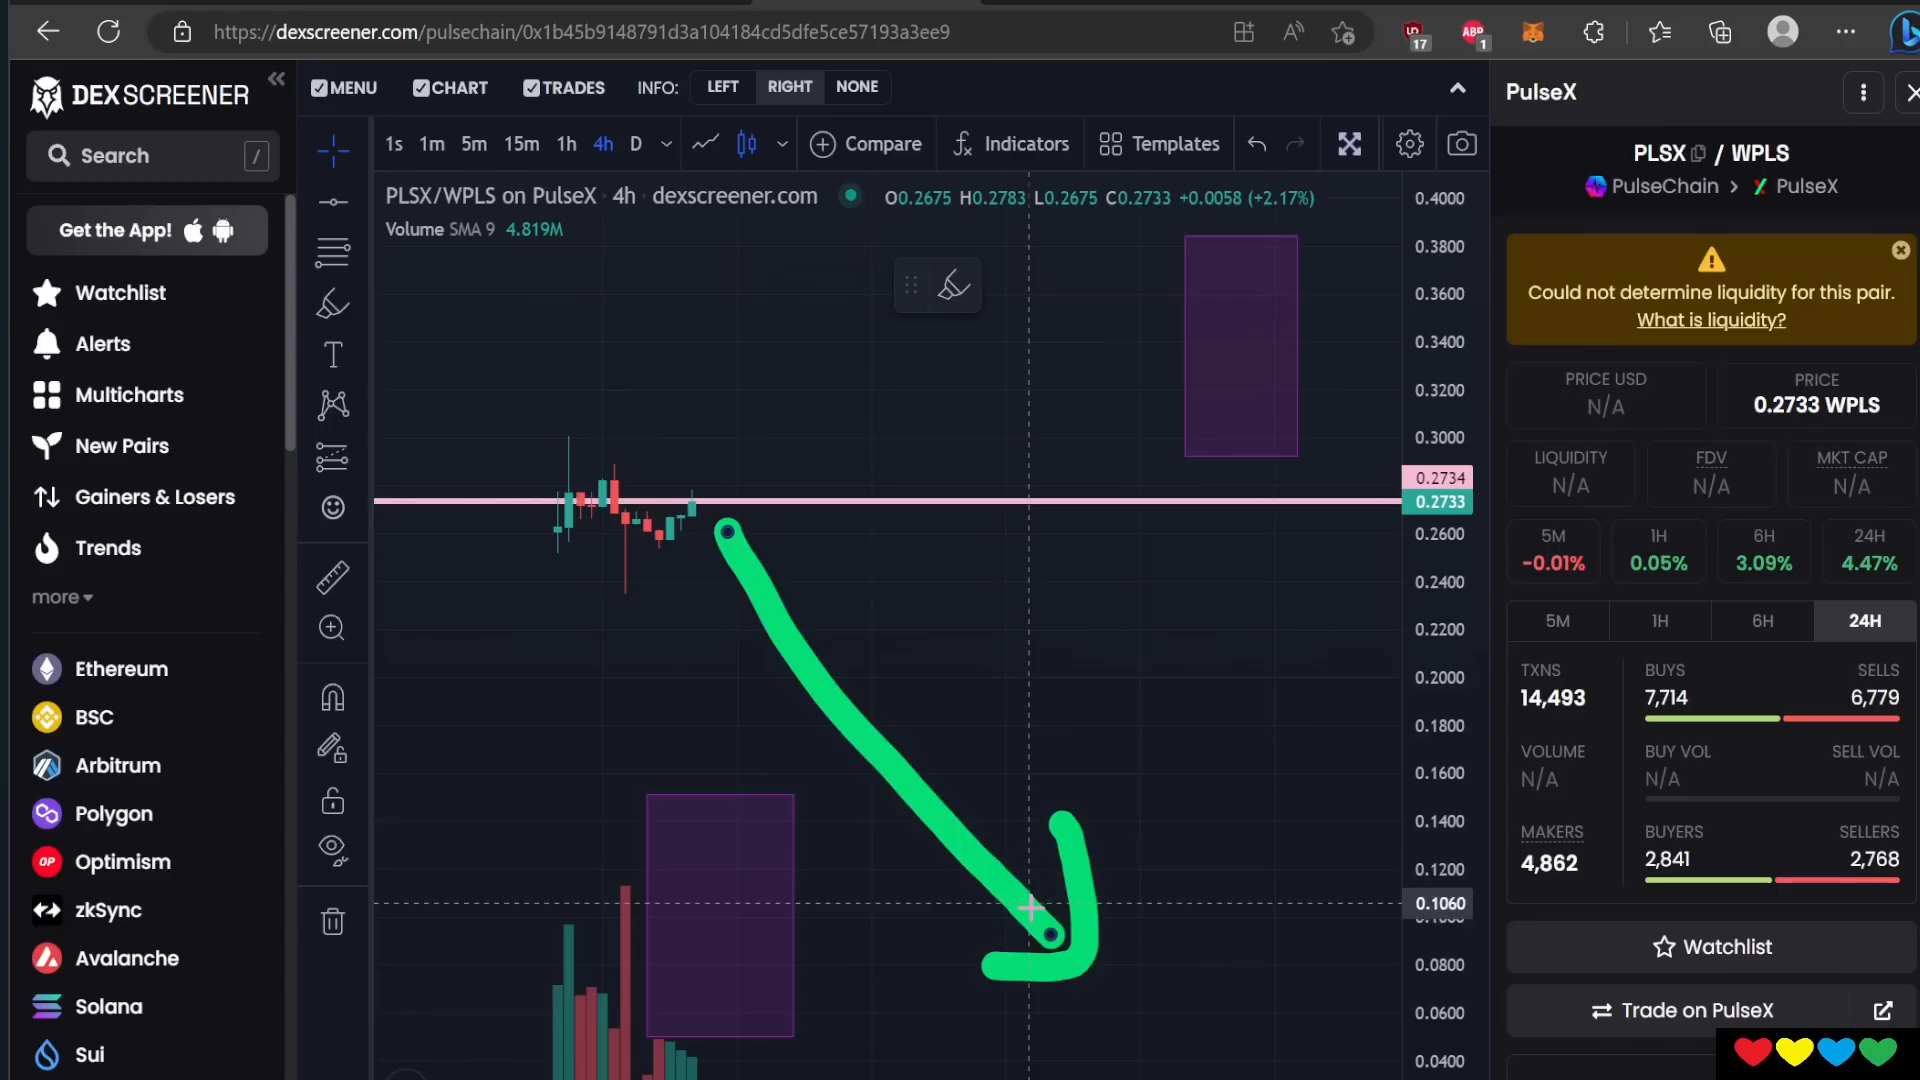 https://dexscreener.com/pulsechain/0x1b45b9148791d3a104184cd5dfe5ce57193a3ee9
17
ABP
1
DEX SCREENER
Search
/
Get the App!
Watchlist
Alerts
Multicharts
New Pairs
Gainers & Losers
Trends
more
Ethereum
BSC
Arbitrum
Polygon
OP
Optimism
zkSync
Avalanche
Solana
Sui
MENU
CHART
TRADES
INFO:
LEFT
RIGHT
NONE
1s 1m 5m 15m 1h 4h D
Compare
Indicators
Templates
PLSX/WPLS on PulseX · 4h · dexscreener.com
O0.2675 H0.2783 L0.2675 C0.2733 +0.0058 (+2.17%)
Volume SMA 9 4.819M
0.4000
0.3800
0.3600
0.3400
0.3200
0.3000
0.2734
0.2733
0.2600
0.2400
0.2200
0.2000
0.1800
0.1600
0.1400
0.1200
0.1060
0.0800
0.0600
0.0400
PulseX
PLSX / WPLS
PulseChain > PulseX
Could not determine liquidity for this pair.
What is liquidity?
PRICE USD
N/A
PRICE
0.2733 WPLS
LIQUIDITY
N/A
FDV
N/A
MKT CAP
N/A
5M
-0.01%
1H
0.05%
6H
3.09%
24H
4.47%
5M 1H 6H 24H
TXNS
14,493
BUYS
7,714
SELLS
6,779
VOLUME
N/A
BUY VOL
N/A
SELL VOL
N/A
MAKERS
4,862
BUYERS
2,841
SELLERS
2,768
Watchlist
Trade on PulseX